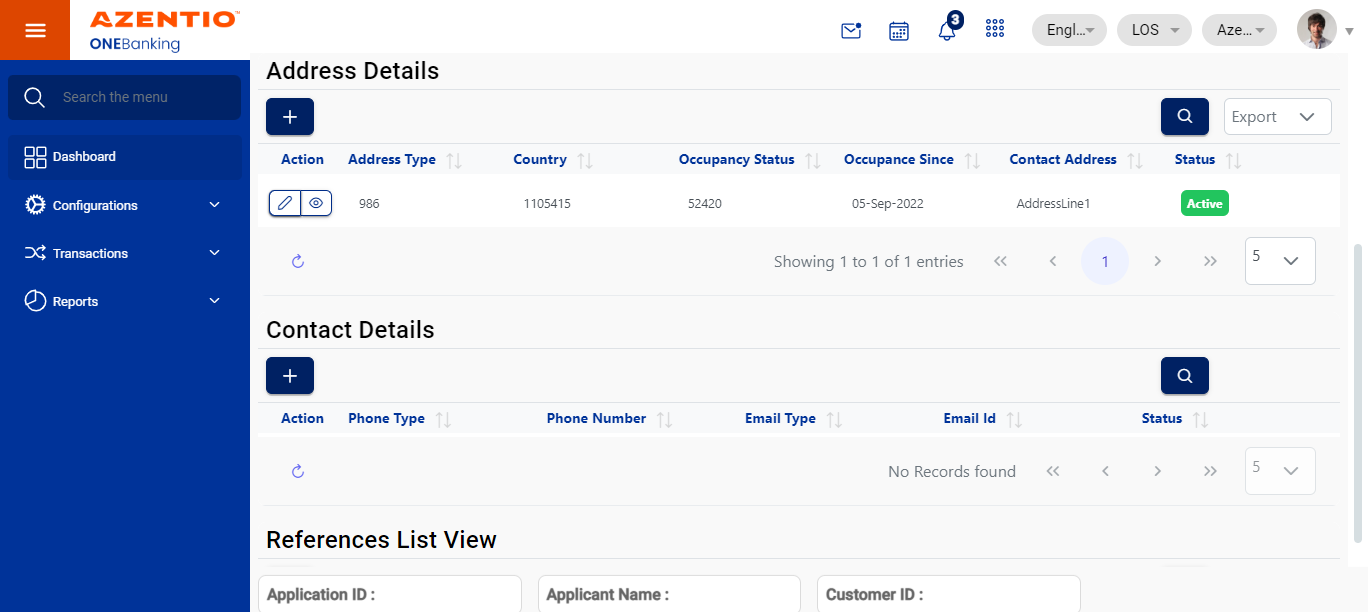 AZENTIO™
ONEBanking
3
Engl...
LOS
Aze...
Search the menu
Dashboard
Configurations
Transactions
Reports
Address Details
Export
Action Address Type Country Occupancy Status Occupance Since Contact Address Status
986 1105415 52420 05-Sep-2022 AddressLine1 Active
Showing 1 to 1 of 1 entries 1 5
Contact Details
Action Phone Type Phone Number Email Type Email Id Status
No Records found 5
References List View
Application ID : Applicant Name : Customer ID :